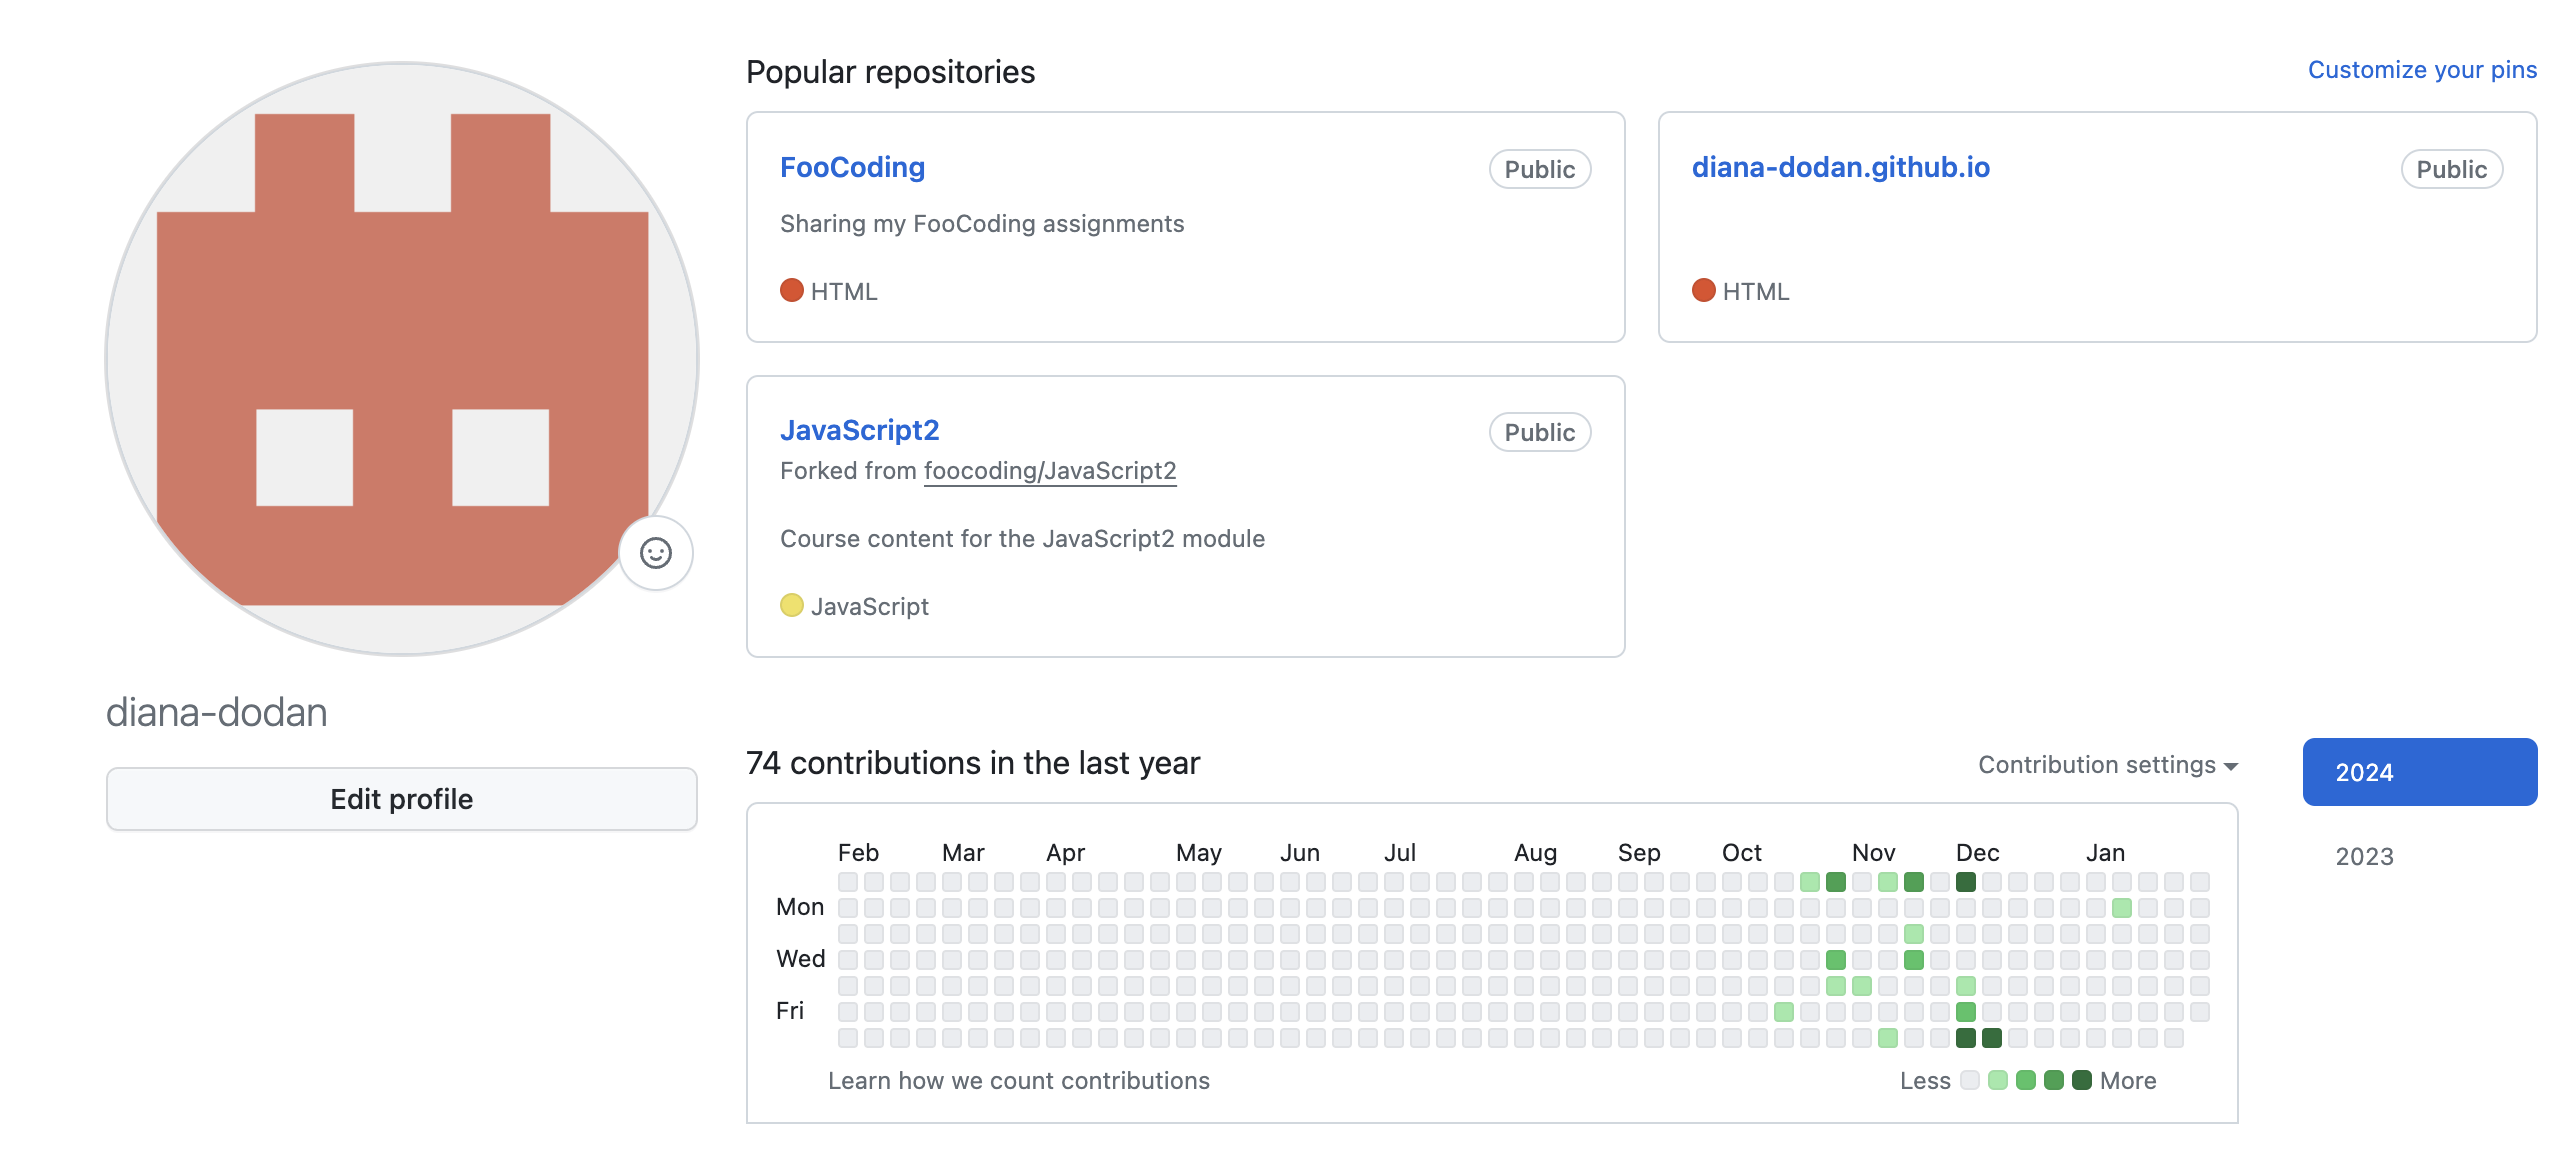 Popular repositories
Customize your pins
FooCoding
Public
Sharing my FooCoding assignments
HTML
diana-dodan.github.io
Public
HTML
JavaScript2
Public
Forked from foocoding/JavaScript2
Course content for the JavaScript2 module
JavaScript
diana-dodan
Edit profile
74 contributions in the last year
Contribution settings
2024
2023
Feb Mar Apr May Jun Jul Aug Sep Oct Nov Dec Jan
Mon
Wed
Fri
Learn how we count contributions
Less More